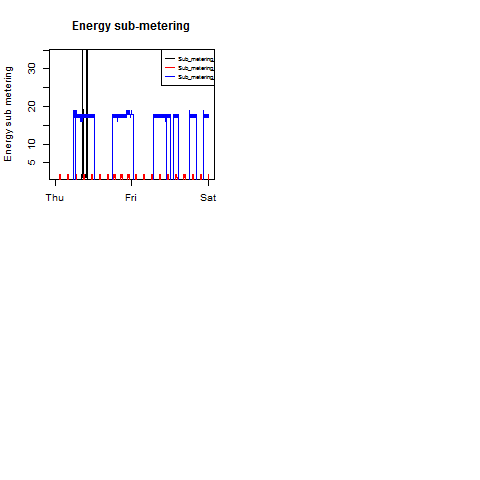 Energy sub-metering
Energy sub metering
30
20
10
5
Sub_metering_
Sub_metering_
Sub_metering_
Thu Fri Sat